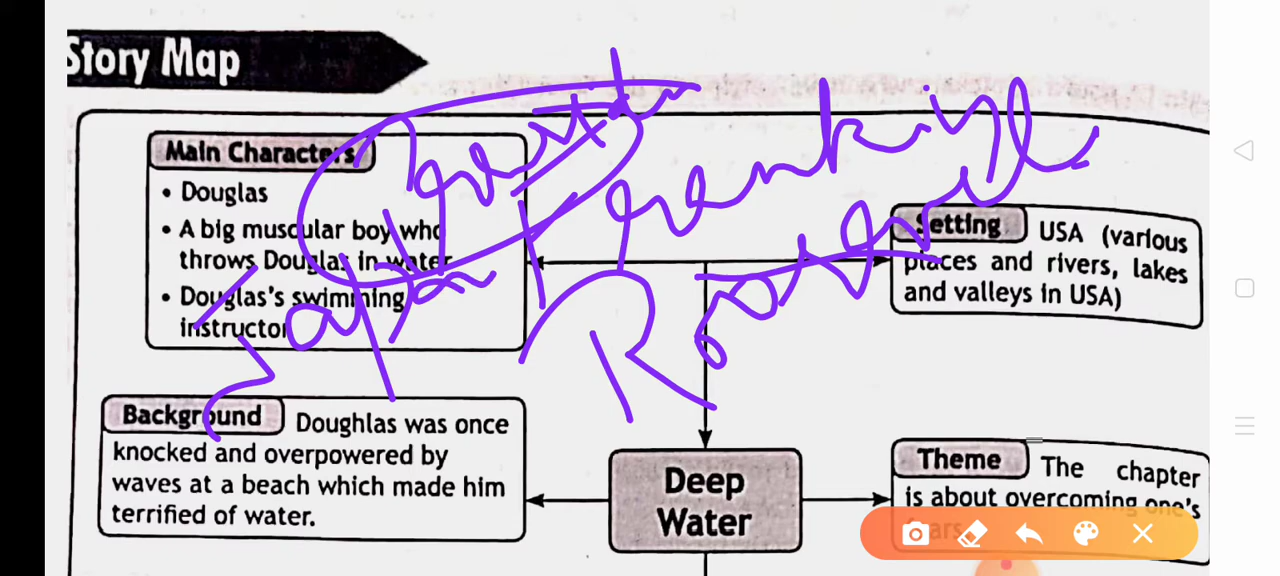 Story Map
Main Characters
• Douglas
• A big muscular boy who
throws Douglas in water
• Douglas's swimming
instructor
Setting USA (various
places and rivers, lakes
and valleys in USA)
Background Doughlas was once
knocked and overpowered by
waves at a beach which made him
terrified of water.
Deep
Water
Theme The chapter
is about overcoming one's